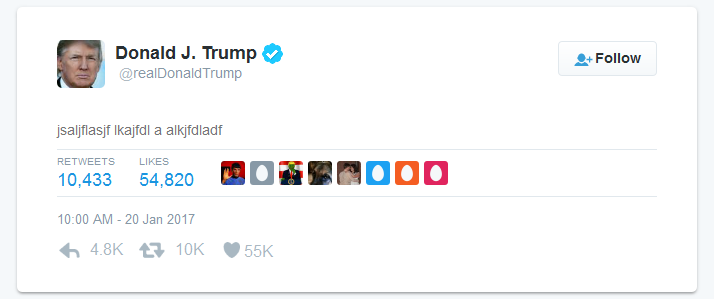 Donald J. Trump
@realDonaldTrump
Follow
jsaljflasjf lkajfdl a alkjfdladf
RETWEETS LIKES
10,433 54,820
10:00 AM - 20 Jan 2017
4.8K 10K 55K